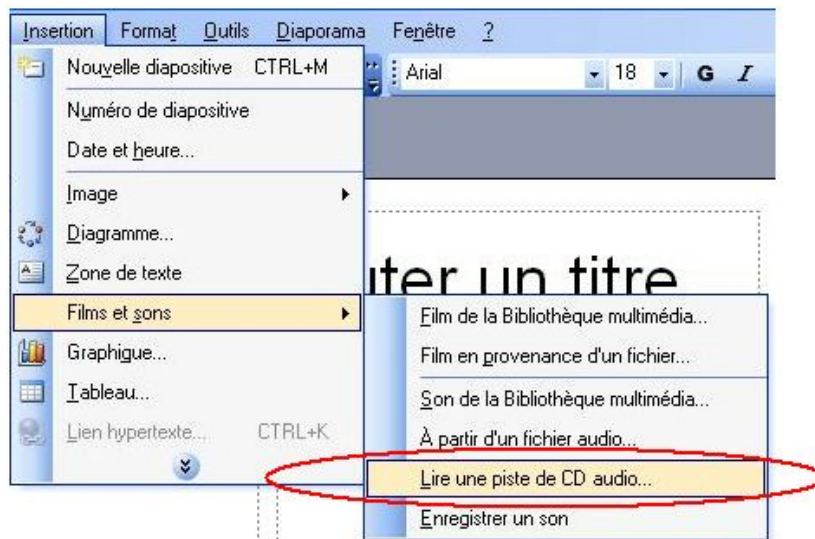 Insertion Format Outils Diaporama Fenêtre ?
Nouvelle diapositive CTRL+M
Arial 18 G I
Numéro de diapositive
Date et heure...
Image
Diagramme...
Zone de texte
uter un titre
Films et sons
Film de la Bibliothèque multimédia...
Graphique...
Film en provenance d'un fichier...
Tableau...
Son de la Bibliothèque multimédia...
Lien hypertexte... CTRL+K
À partir d'un fichier audio...
Lire une piste de CD audio...
Enregistrer un son